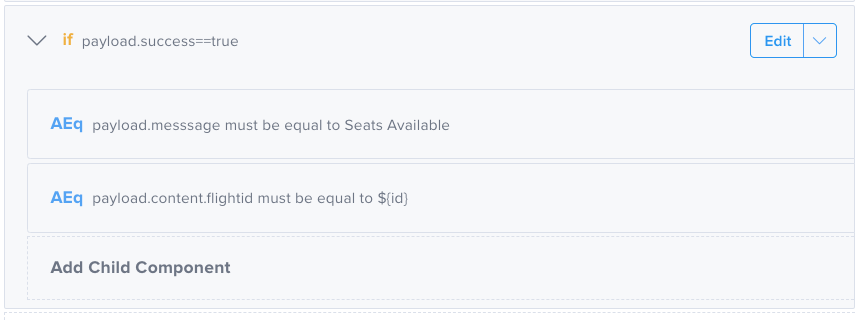 if payload.success==true
Edit
AEq payload.messsage must be equal to Seats Available
AEq payload.content.flightid must be equal to ${id}
Add Child Component